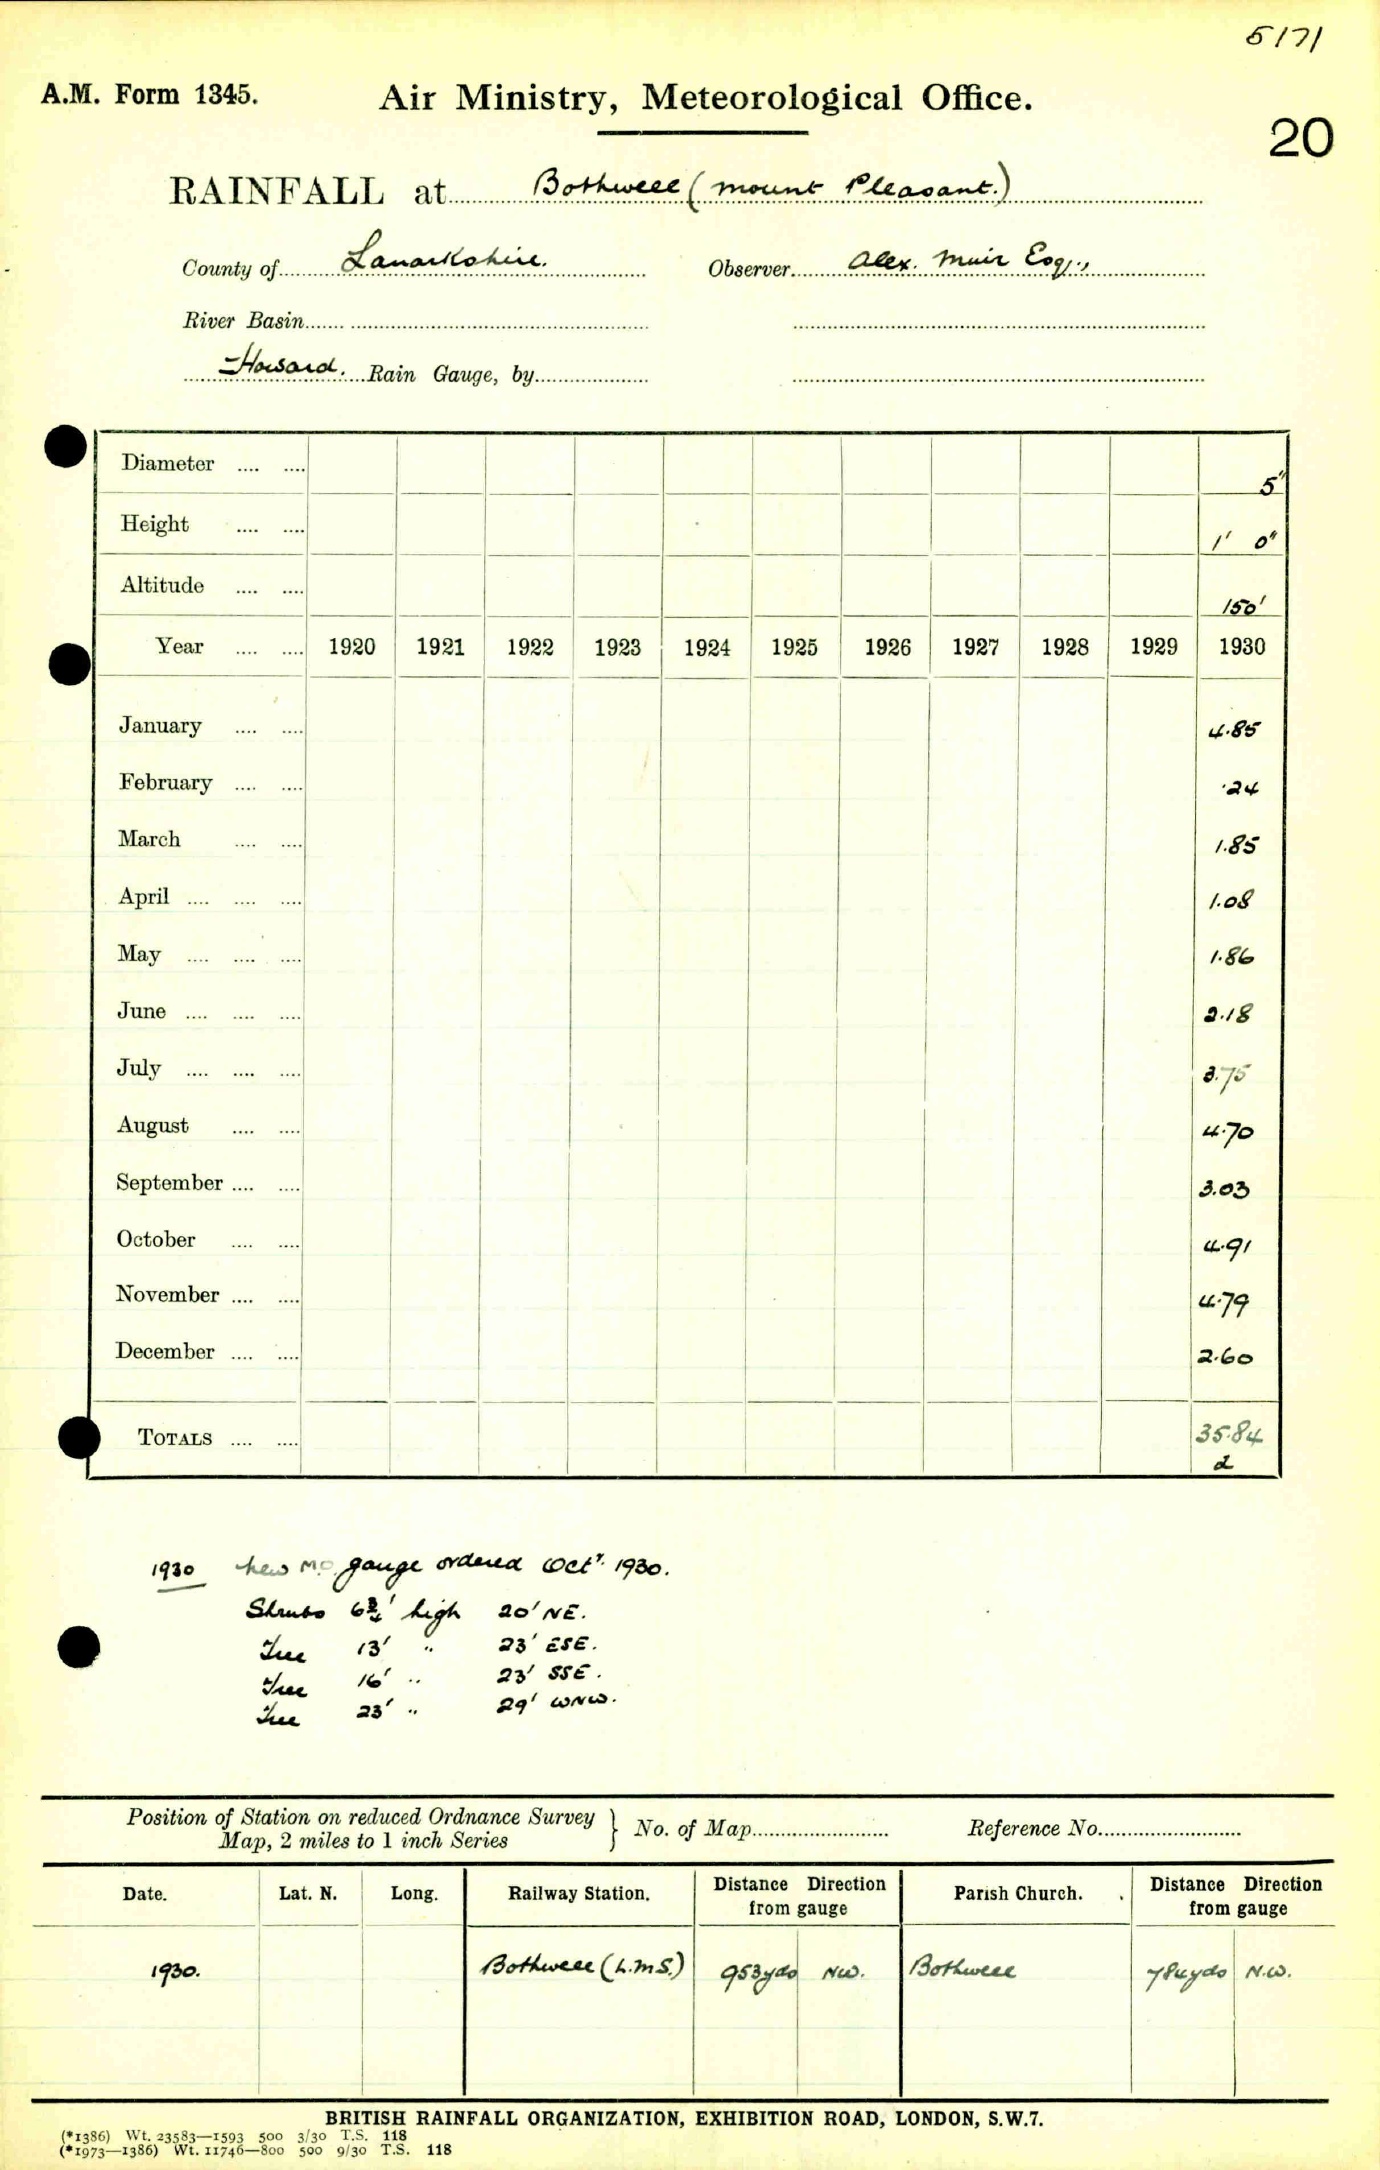 5171
A.M. Form 1345. Air Ministry, Meteorological Office.
20
RAINFALL at Bothwell (Mount Pleasant.)
County of Lanarkshire. Observer Alex. Muir Esq.,
River Basin
Howard. Rain Gauge, by
Diameter .... .... 5"
Height .... .... 1' 0"
Altitude .... .... 150'
Year .... .... 1920 1921 1922 1923 1924 1925 1926 1927 1928 1929 1930
January .... .... 4.85
February .... .... .24
March .... .... 1.85
April .... .... .... 1.08
May .... .... .... 1.86
June .... .... .... 2.18
July .... .... .... 3.75
August .... .... 4.70
September .... .... 3.03
October .... .... 4.91
November .... .... 4.79
December .... .... 2.60
TOTALS .... .... 35.84
d
1930 New M.O. gauge ordered Octr. 1930.
Shrubs 6¾' high 20' NE.
Tree 13' " 23' ESE.
Tree 16' " 23' SSE.
Tree 23' " 29' WNW.
Position of Station on reduced Ordnance Survey
Map, 2 miles to 1 inch Series } No. of Map Reference No.
Date. Lat. N. Long. Railway Station. Distance Direction from gauge Parish Church. Distance Direction from gauge
1930. Bothwell (L.M.S.) 953yds NW. Bothwell 784yds N.W.
BRITISH RAINFALL ORGANIZATION, EXHIBITION ROAD, LONDON, S.W.7.
(*1386) Wt. 23583—1593 500 3/30 T.S. 118
(*1973—1386) Wt. 11746—800 500 9/30 T.S. 118